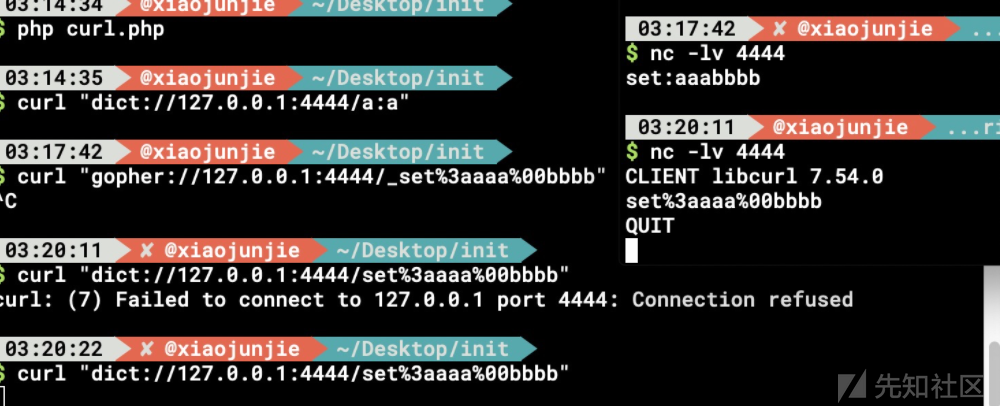 03:14:34 @xiaojunjie ~/Desktop/init
$ php curl.php
03:14:35 @xiaojunjie ~/Desktop/init
$ curl "dict://127.0.0.1:4444/a:a"
03:17:42 @xiaojunjie ~/Desktop/init
$ curl "gopher://127.0.0.1:4444/_set%3aaaa%00bbbb"
^C
03:20:11 ✘ @xiaojunjie ~/Desktop/init
$ curl "dict://127.0.0.1:4444/set%3aaaa%00bbbb"
curl: (7) Failed to connect to 127.0.0.1 port 4444: Connection refused
03:20:22 ✘ @xiaojunjie ~/Desktop/init
$ curl "dict://127.0.0.1:4444/set%3aaaa%00bbbb"
03:17:42 ✘ @xiaojunjie ...
$ nc -lv 4444
set:aaabbbb
03:20:11 @xiaojunjie ...ri
$ nc -lv 4444
CLIENT libcurl 7.54.0
set%3aaaa%00bbbb
QUIT
先知社区